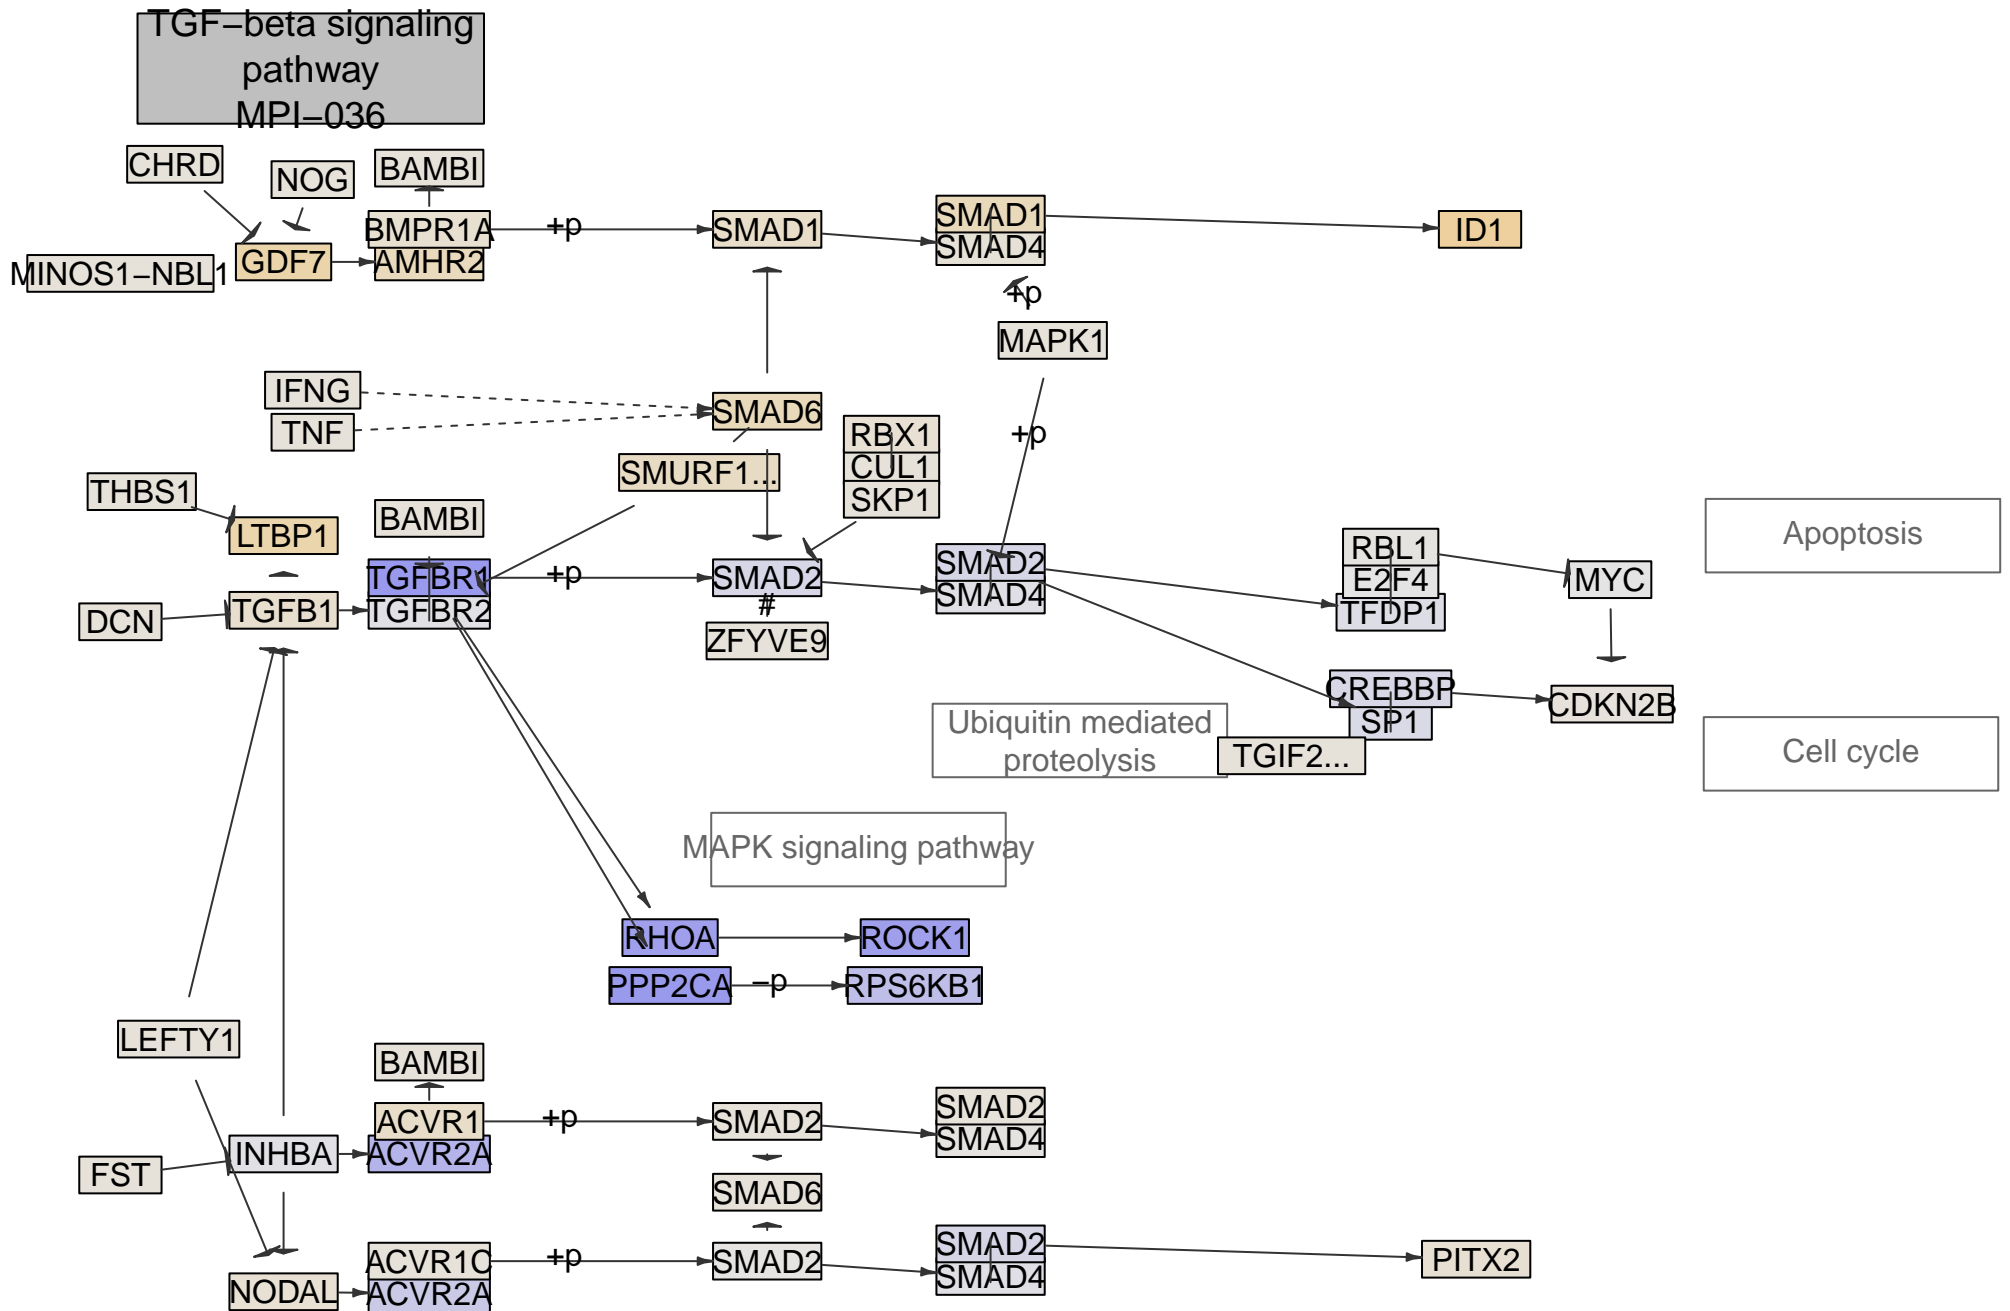 TGF−beta signaling
pathway
MPI−036
CHRD
NOG
BAMBI
BMPR1A
+p
SMAD1
SMAD1
SMAD4
ID1
MINOS1−NBL1
GDF7
AMHR2
+p
MAPK1
IFNG
TNF
SMAD6
RBX1
CUL1
SKP1
+p
SMURF1...
THBS1
LTBP1
BAMBI
TGFBR1
TGFBR2
+p
SMAD2
#
ZFYVE9
SMAD2
SMAD4
RBL1
E2F4
TFDP1
MYC
Apoptosis
DCN
TGFB1
CREBBP
SP1
CDKN2B
Ubiquitin mediated
proteolysis
TGIF2...
Cell cycle
MAPK signaling pathway
RHOA
ROCK1
PPP2CA
−p
RPS6KB1
LEFTY1
BAMBI
ACVR1
ACVR2A
+p
SMAD2
SMAD2
SMAD4
FST
INHBA
SMAD6
NODAL
ACVR1C
ACVR2A
+p
SMAD2
SMAD2
SMAD4
PITX2